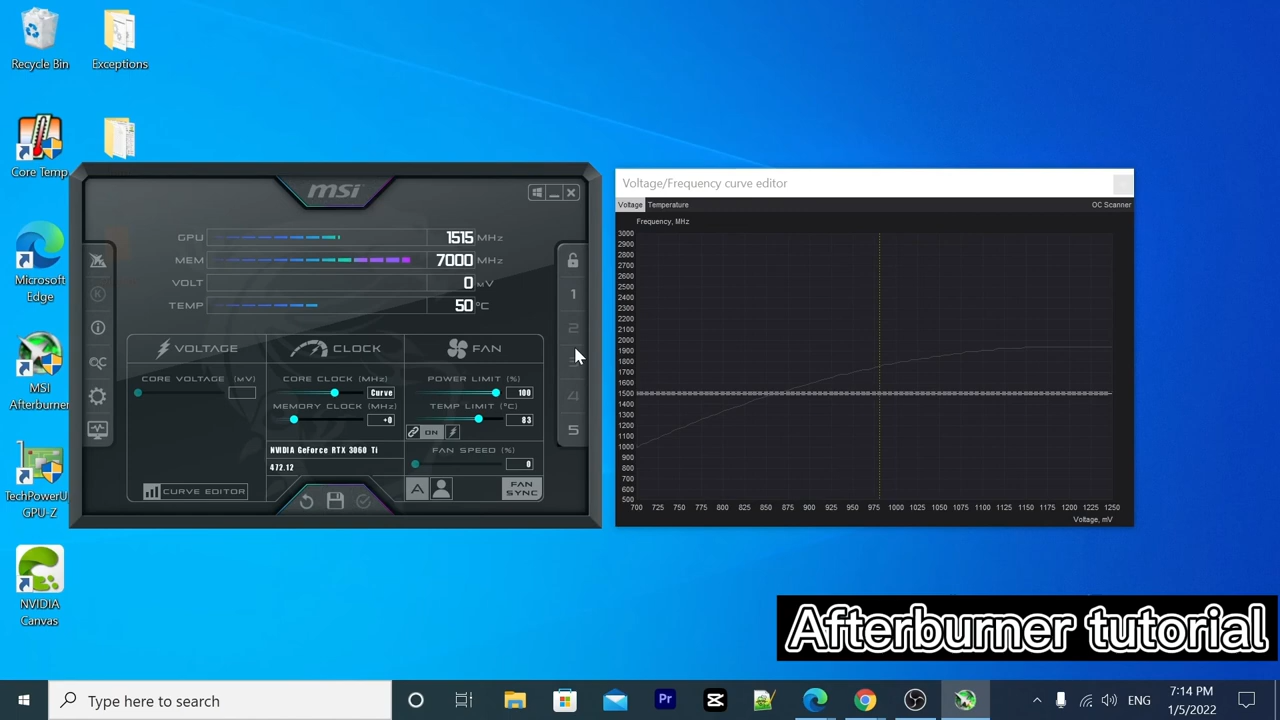 Recycle Bin
Exceptions
Core Temp
Microsoft
Edge
MSI
Afterburner
TechPowerU
GPU-Z
NVIDIA
Canvas
msi
GPU 1515 MHz
MEM 7000 MHz
VOLT 0 mV
TEMP 50 °C
K
1
2
3
4
5
VOLTAGE
CORE VOLTAGE (MV)
CURVE EDITOR
CLOCK
CORE CLOCK (MHz)
Curve
MEMORY CLOCK (MHz)
+0
NVIDIA GeForce RTX 3060 Ti
472.12
FAN
POWER LIMIT (%)
100
TEMP LIMIT (°C)
83
ON
FAN SPEED (%)
0
A
FAN
SYNC
OC
Voltage/Frequency curve editor
Voltage Temperature OC Scanner
Frequency, MHz
3000
2900
2800
2700
2600
2500
2400
2300
2200
2100
2000
1900
1800
1700
1600
1500
1400
1300
1200
1100
1000
900
800
700
600
500
700 725 750 775 800 825 850 875 900 925 950 975 1000 1025 1050 1075 1100 1125 1150 1175 1200 1225 1250
Voltage, mV
Afterburner tutorial
Type here to search
Pr
ENG
7:14 PM
1/5/2022